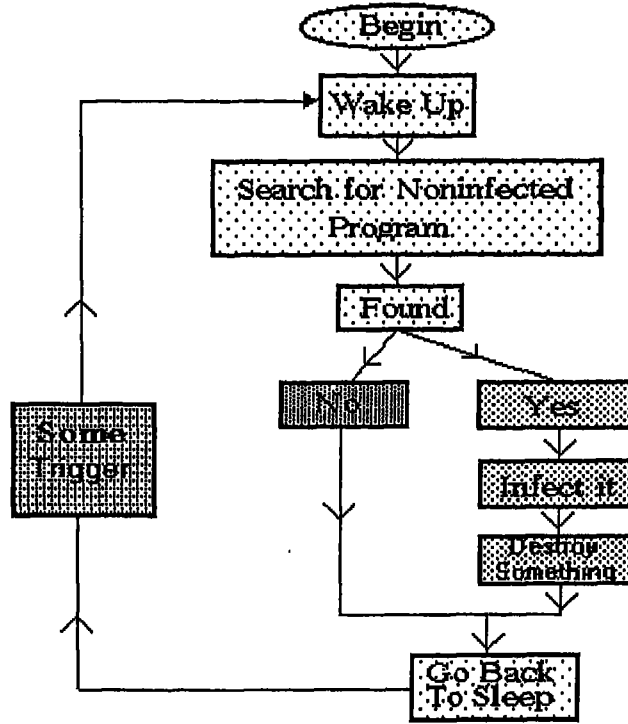 Begin
Wake Up
Search for Noninfected
Program.
Found
No
Yes
Some
Trigger
Infect it
Destroy
Something
Go Back
To Sleep